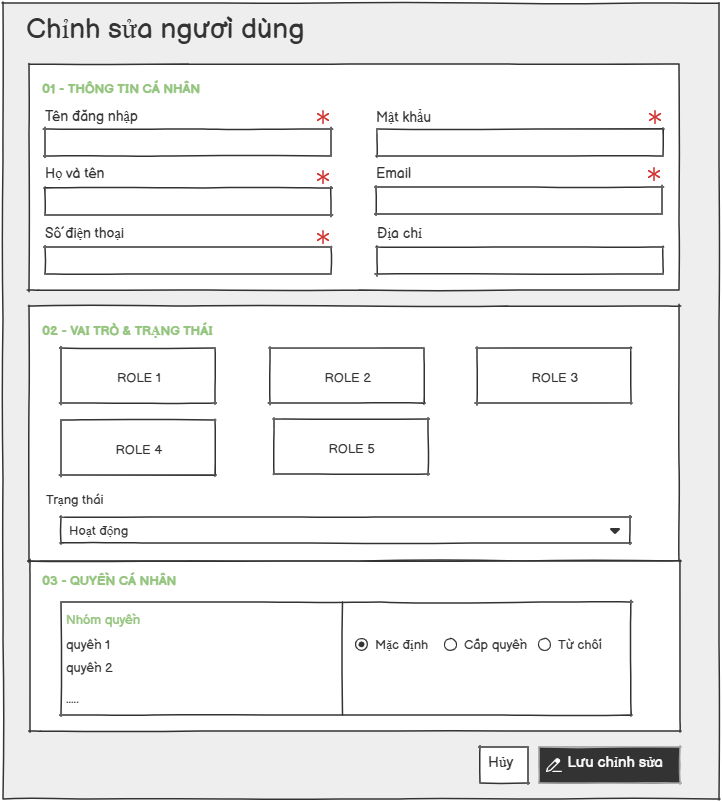 Chỉnh sửa người dùng
01 - THÔNG TIN CÁ NHÂN
Tên đăng nhập *
Mật khẩu *
Họ và tên *
Email *
Số điện thoại *
Địa chỉ
02 - VAI TRÒ & TRẠNG THÁI
ROLE 1
ROLE 2
ROLE 3
ROLE 4
ROLE 5
Trạng thái
Hoạt động
03 - QUYỀN CÁ NHÂN
Nhóm quyền
quyền 1
Mặc định
Cấp quyền
Từ chối
quyền 2
.....
Hủy
Lưu chỉnh sửa